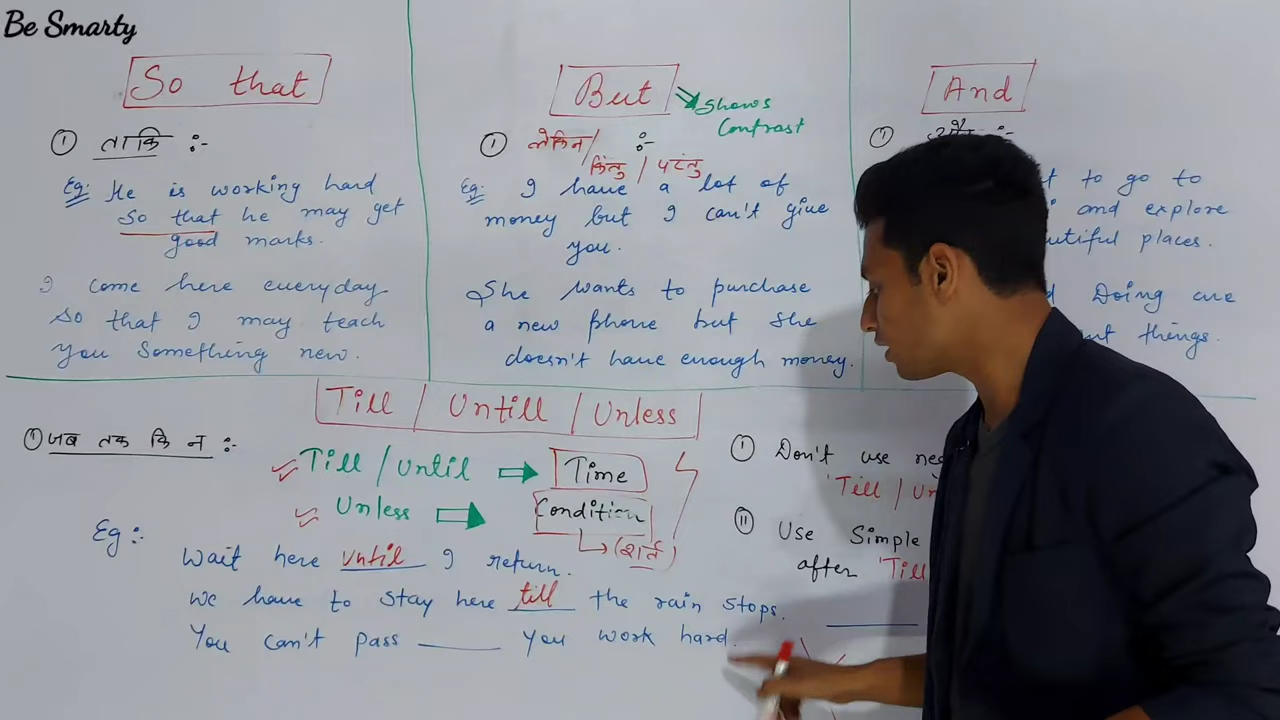 Be Smarty
So that
① ताकि :-
Eg: He is working hard
so that he may get
good marks.
I come here everyday
so that I may teach
you something new.
But
Shows
Contrast
① लेकिन/ :-
किंतु / परंतु
Eg: I have a lot of
money but I can't give
you.
She wants to purchase
a new phone but she
doesn't have enough money.
And
①
to go to
and explore
places.
Doing are
things.
Till / Untill / Unless
① जब तक कि न :-
Till / Until ⇒ Time
Unless ⇒ Condition
(शर्त)
Eg :-
Wait here until I return.
We have to stay here till the rain stops.
You can't pass ____ you work hard.
① Don't use
'Till /
② Use Simple
after 'Till